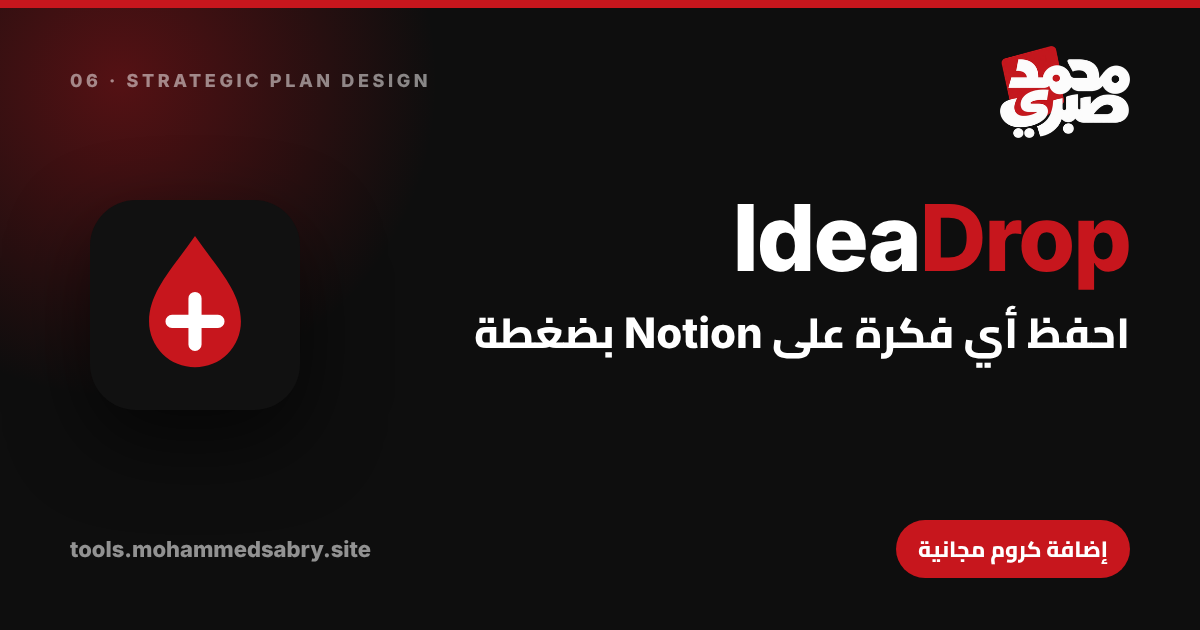 06 · STRATEGIC PLAN DESIGN
محمد
صبري
IdeaDrop
احفظ أي فكرة على Notion بضغطة
tools.mohammedsabry.site
إضافة كروم مجانية